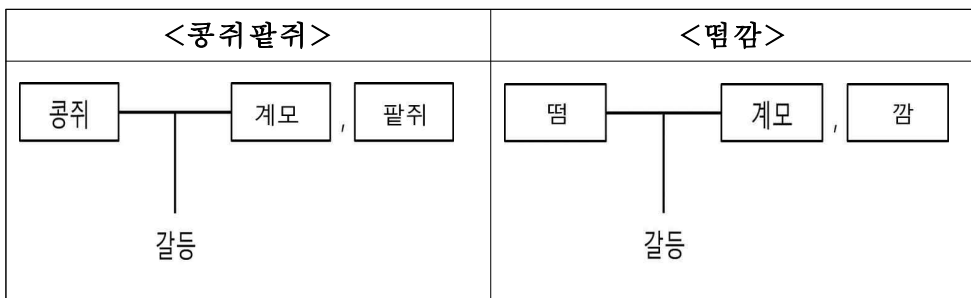 <콩쥐팥쥐> <떰깜>
콩쥐 계모 , 팥쥐 떰 계모 , 깜
갈등 갈등